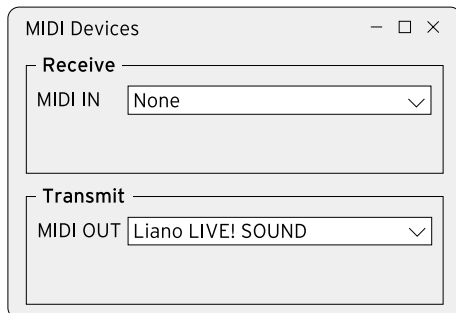 MIDI Devices
Receive
MIDI IN None
Transmit
MIDI OUT Liano LIVE! SOUND